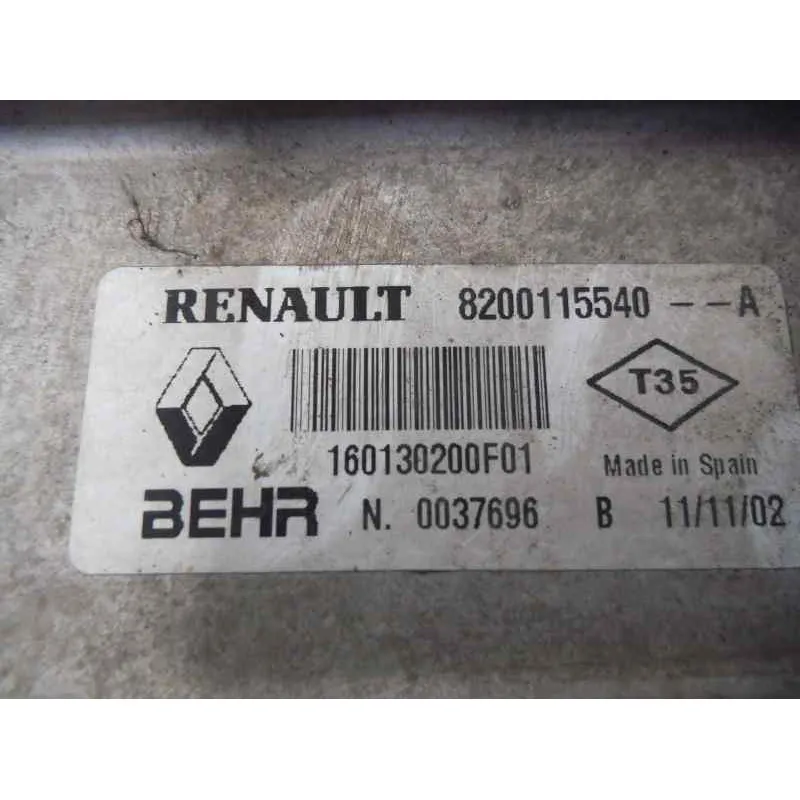 RENAULT 8200115540 -- A
T35
160130200F01 Made in Spain
BEHR N. 0037696 B 11/11/02